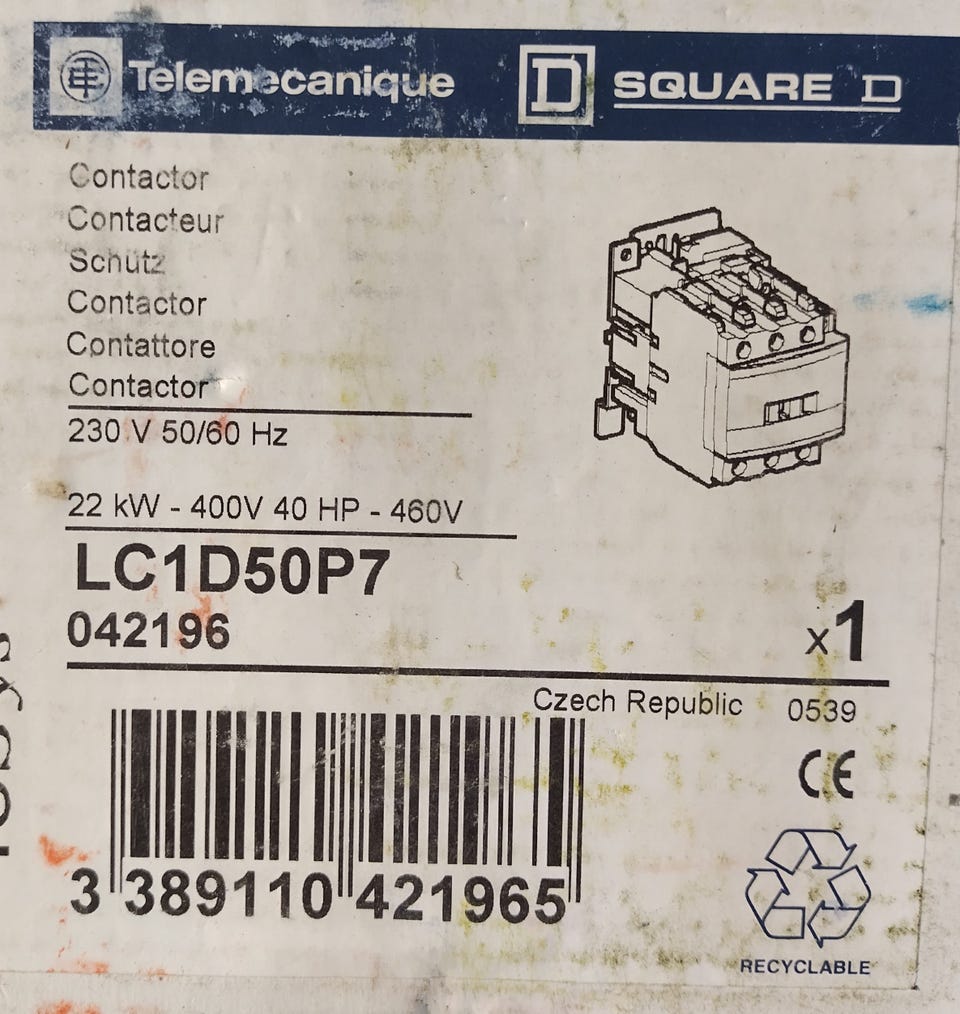 Telemecanique SQUARE D
Contactor
Contacteur
Schütz
Contactor
Contattore
Contactor
230 V 50/60 Hz
22 kW - 400V 40 HP - 460V
LC1D50P7
042196
x1
Czech Republic 0539
CE
3 389110 421965
RECYCLABLE